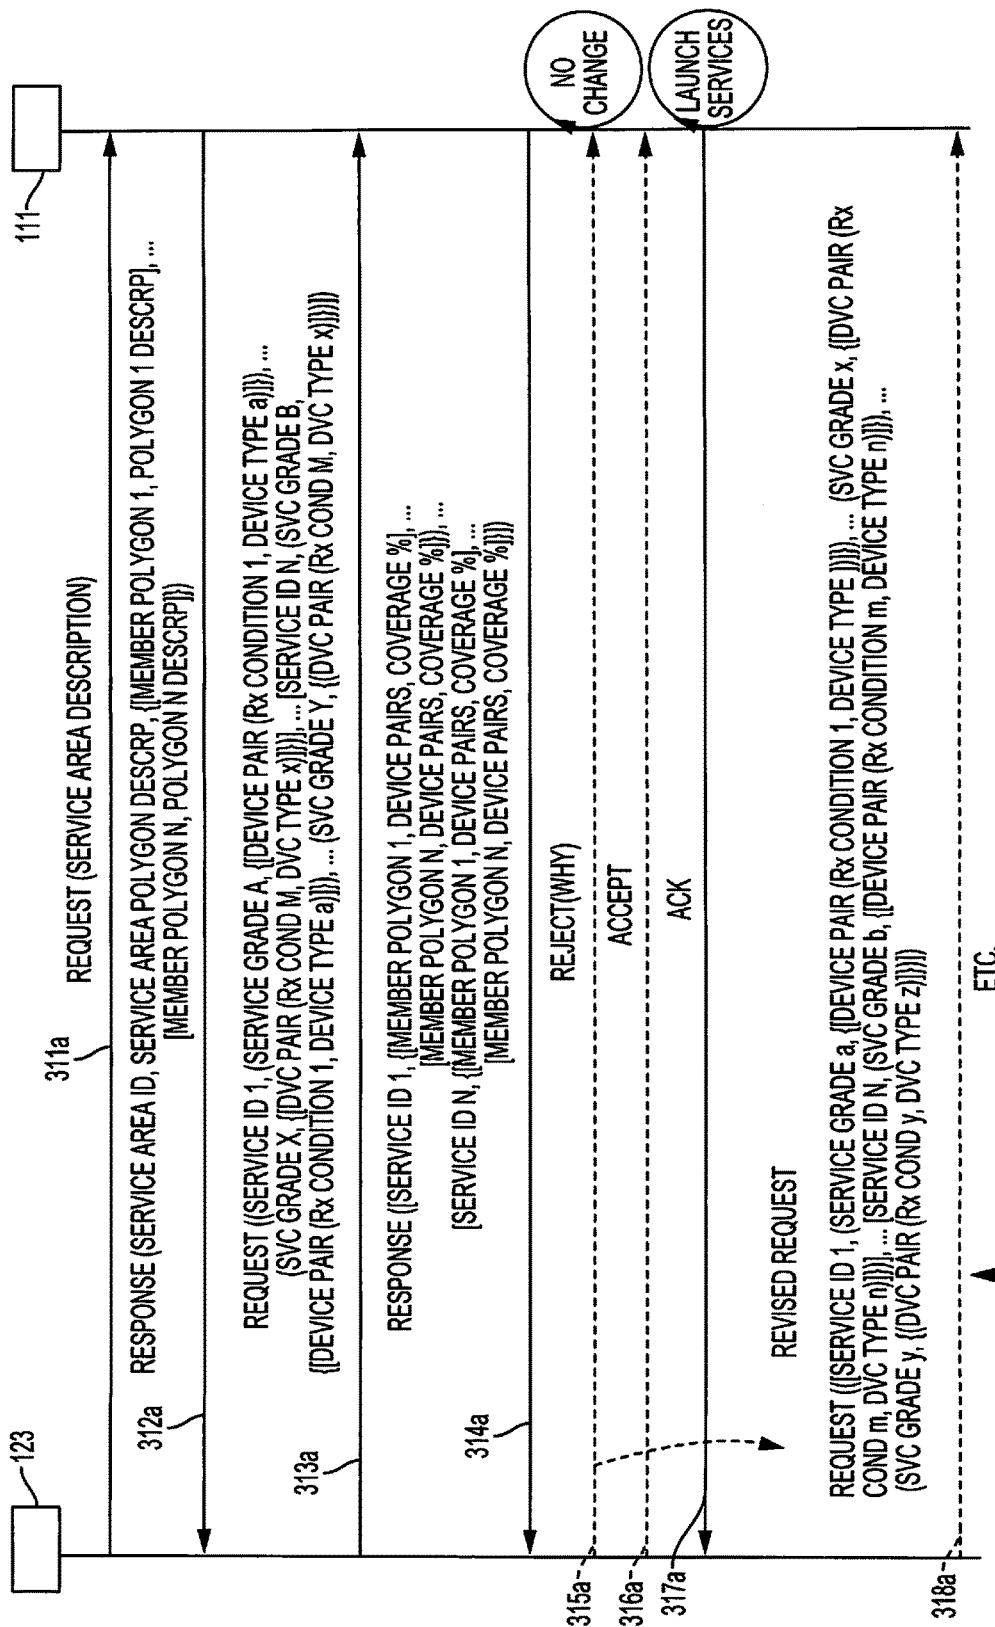 123
111
311a
REQUEST (SERVICE AREA DESCRIPTION)
RESPONSE (SERVICE AREA ID, SERVICE AREA POLYGON DESCRP, {[MEMBER POLYGON 1, POLYGON 1 DESCRP], ...
[MEMBER POLYGON N, POLYGON N DESCRP]})
312a
REQUEST ((SERVICE ID 1, (SERVICE GRADE A, {[DEVICE PAIR (Rx CONDITION 1, DEVICE TYPE a)]}), ...
(SVC GRADE X, {[DVC PAIR (Rx COND M, DVC TYPE x)]})], ... [SERVICE ID N, (SVC GRADE B,
{[DEVICE PAIR (Rx CONDITION 1, DEVICE TYPE a)]}), ... (SVC GRADE Y, {(DVC PAIR (Rx COND M, DVC TYPE x)]})])
313a
RESPONSE ([SERVICE ID 1, {[MEMBER POLYGON 1, DEVICE PAIRS, COVERAGE %], ...
[MEMBER POLYGON N, DEVICE PAIRS, COVERAGE %]}), ...
[SERVICE ID N, {[MEMBER POLYGON 1, DEVICE PAIRS, COVERAGE %], ...
[MEMBER POLYGON N, DEVICE PAIRS, COVERAGE %]})
314a
REJECT(WHY)
NO
CHANGE
315a
ACCEPT
316a
ACK
LAUNCH
SERVICES
317a
REVISED REQUEST
REQUEST (([SERVICE ID 1, (SERVICE GRADE a, {[DEVICE PAIR (Rx CONDITION 1, DEVICE TYPE l)]}), ... (SVC GRADE x, {[DVC PAIR (Rx
COND m, DVC TYPE n)]})], ... [SERVICE ID N, (SVC GRADE b, {[DEVICE PAIR (Rx CONDITION m, DEVICE TYPE n)]}), ...
(SVC GRADE y, {(DVC PAIR (Rx COND y, DVC TYPE z)]})])
318a
ETC.